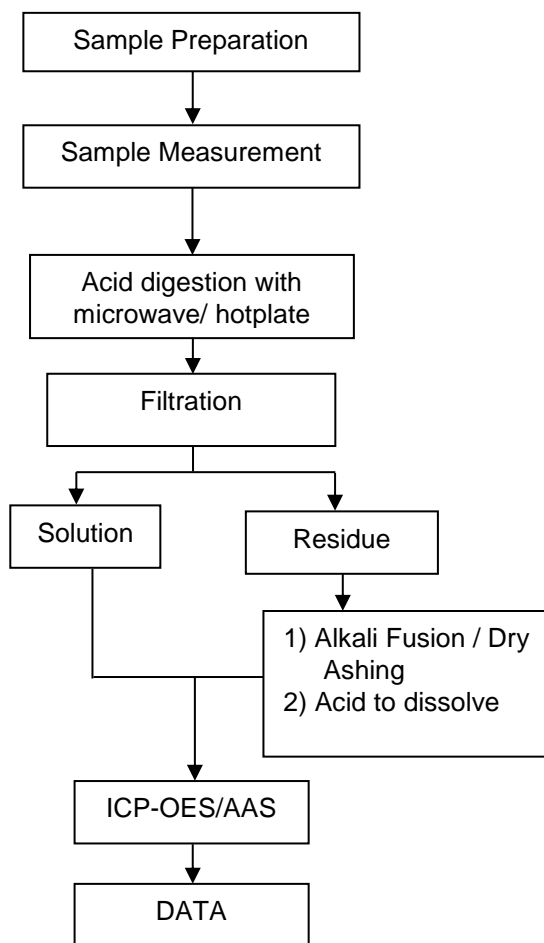 Sample Preparation
Sample Measurement
Acid digestion with
microwave/ hotplate
Filtration
Solution
Residue
1) Alkali Fusion / Dry
Ashing
2) Acid to dissolve
ICP-OES/AAS
DATA